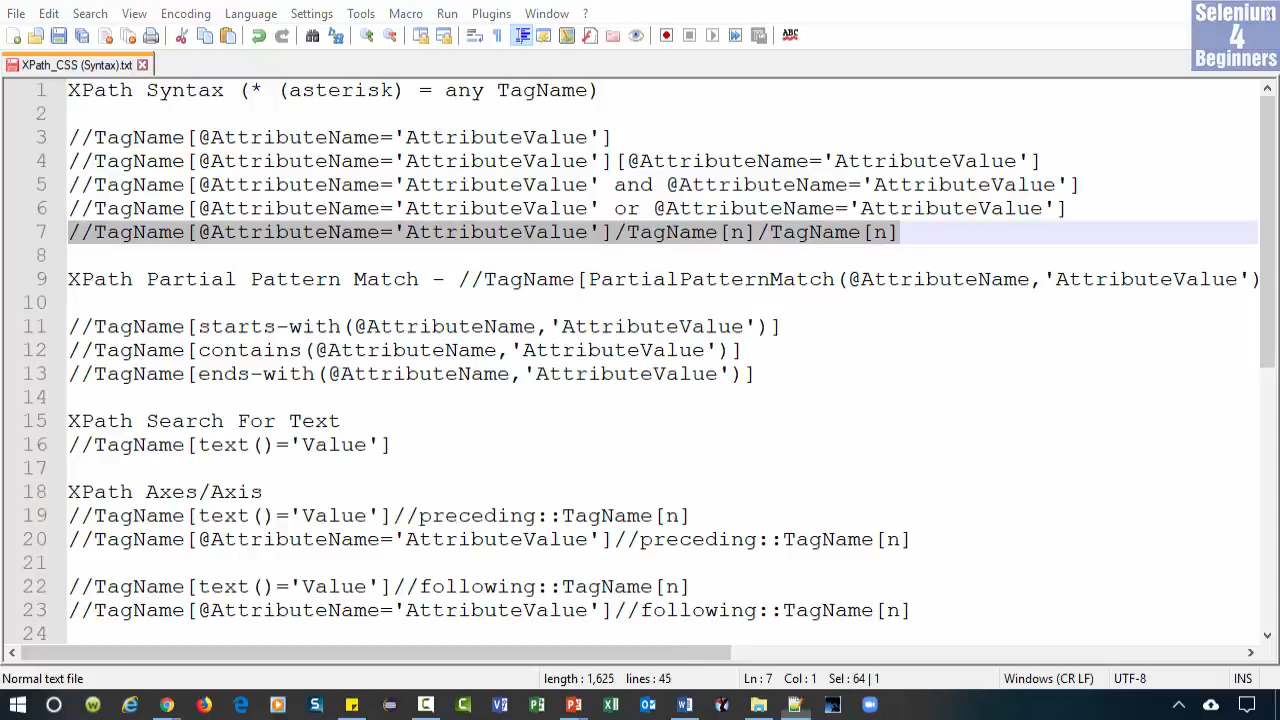 File Edit Search View Encoding Language Settings Tools Macro Run Plugins Window ?
Selenium
4
Beginners
ABC
XPath_CSS (Syntax).txt
1 XPath Syntax (* (asterisk) = any TagName)
2
3 //TagName[@AttributeName='AttributeValue']
4 //TagName[@AttributeName='AttributeValue'][@AttributeName='AttributeValue']
5 //TagName[@AttributeName='AttributeValue' and @AttributeName='AttributeValue']
6 //TagName[@AttributeName='AttributeValue' or @AttributeName='AttributeValue']
7 //TagName[@AttributeName='AttributeValue']/TagName[n]/TagName[n]
8
9 XPath Partial Pattern Match - //TagName[PartialPatternMatch(@AttributeName,'AttributeValue')
10
11 //TagName[starts-with(@AttributeName,'AttributeValue')]
12 //TagName[contains(@AttributeName,'AttributeValue')]
13 //TagName[ends-with(@AttributeName,'AttributeValue')]
14
15 XPath Search For Text
16 //TagName[text()='Value']
17
18 XPath Axes/Axis
19 //TagName[text()='Value']//preceding::TagName[n]
20 //TagName[@AttributeName='AttributeValue']//preceding::TagName[n]
21
22 //TagName[text()='Value']//following::TagName[n]
23 //TagName[@AttributeName='AttributeValue']//following::TagName[n]
24
Normal text file length : 1,625 lines : 45 Ln : 7 Col : 1 Sel : 64 | 1 Windows (CR LF) UTF-8 INS